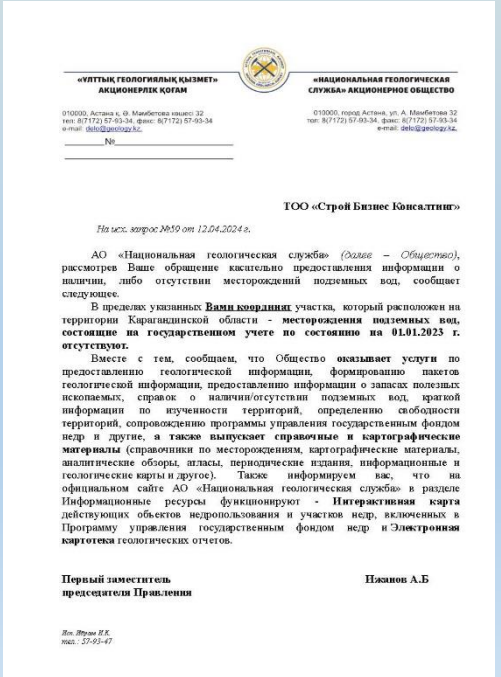 «ҰЛТТЫҚ ГЕОЛОГИЯЛЫҚ ҚЫЗМЕТ»
АКЦИОНЕРЛІК ҚОҒАМ
«НАЦИОНАЛЬНАЯ ГЕОЛОГИЧЕСКАЯ
СЛУЖБА» АКЦИОНЕРНОЕ ОБЩЕСТВО
010000, Астана қ, Ә. Мамбетова көшесі 32
тел: 8(7172) 57-93-34, факс: 8(7172) 57-93-34
e-mail: delo@geology.kz,
010000, город Астана, ул. А. Мамбетова 32
тел: 8(7172) 57-93-34, факс: 8(7172) 57-93-34
e-mail: delo@geology.kz,
№
ТОО «Строй Бизнес Консалтинг»
На исх. запрос №59 от 12.04.2024 г.
АО «Национальная геологическая служба» (далее – Общество),
рассмотрев Ваше обращение касательно предоставления информации о
наличии, либо отсутствии месторождений подземных вод, сообщает
следующее.
В пределах указанных Вами координат участка, который расположен на
территории Карагандинской области - месторождения подземных вод,
состоящие на государственном учете по состоянию на 01.01.2023 г.
отсутствуют.
Вместе с тем, сообщаем, что Общество оказывает услуги по
предоставлению геологической информации, формированию пакетов
геологической информации, предоставлению информации о запасах полезных
ископаемых, справок о наличии/отсутствии подземных вод, краткой
информации по изученности территорий, определению свободности
территорий, сопровождению программы управления государственным фондом
недр и другие, а также выпускает справочные и картографические
материалы (справочники по месторождениям, картографические материалы,
аналитические обзоры, атласы, периодические издания, информационные и
геологические карты и другое). Также информируем вас, что на
официальном сайте АО «Национальная геологическая служба» в разделе
Информационные ресурсы функционируют - Интерактивная карта
действующих объектов недропользования и участков недр, включенных в
Программу управления государственным фондом недр и Электронная
картотека геологических отчетов.
Первый заместитель
председателя Правления
Ижанов А.Б
Исп. Ибраев И.К.
тел.: 57-93-47